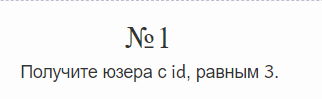 №1
Получите юзера с id, равным 3.